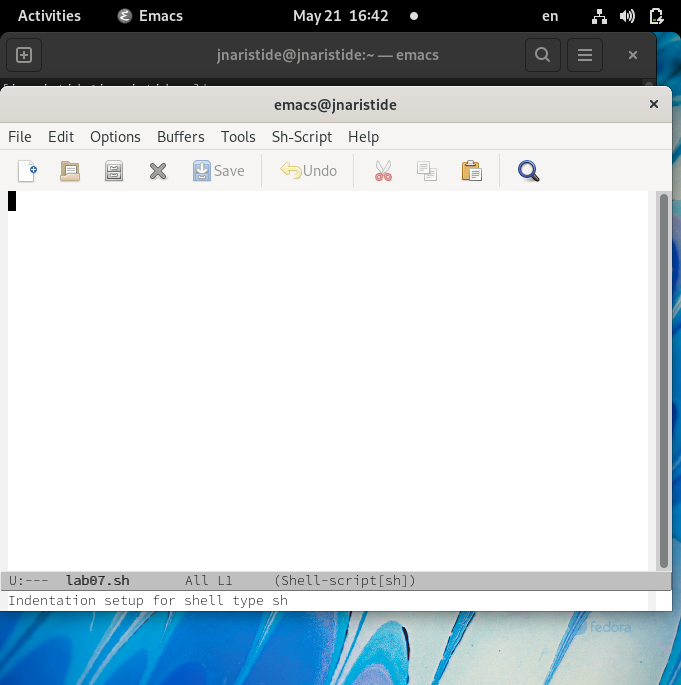 Activities Emacs May 21 16:42 en
jnaristide@jnaristide:~ — emacs
emacs@jnaristide
File Edit Options Buffers Tools Sh-Script Help
Save Undo
U:--- lab07.sh All L1 (Shell-script[sh])
Indentation setup for shell type sh
fedora